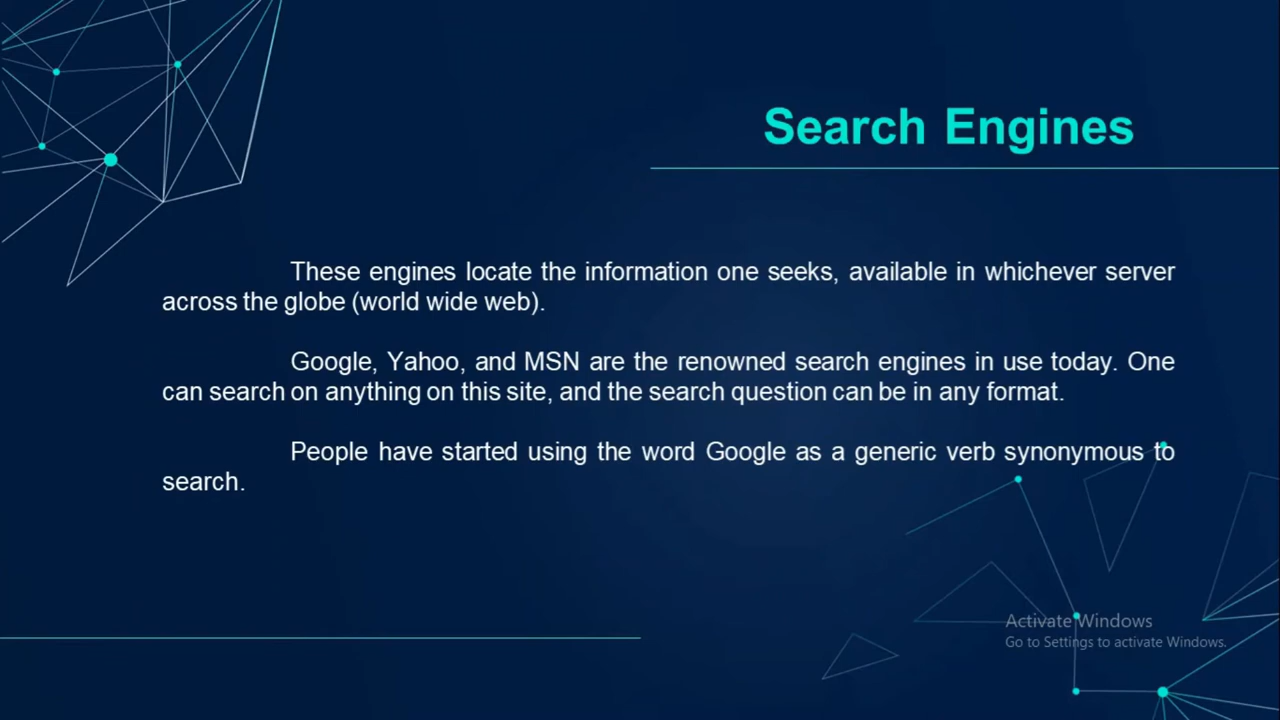 Search Engines
These engines locate the information one seeks, available in whichever server
across the globe (world wide web).
Google, Yahoo, and MSN are the renowned search engines in use today. One
can search on anything on this site, and the search question can be in any format.
People have started using the word Google as a generic verb synonymous to
search.
Activate Windows
Go to Settings to activate Windows.